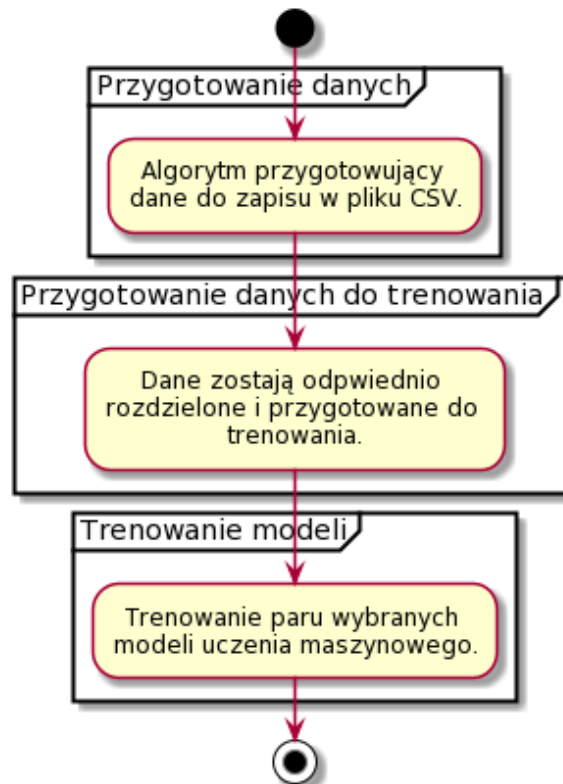 Przygotowanie danych
Algorytm przygotowujący
dane do zapisu w pliku CSV.
Przygotowanie danych do trenowania
Dane zostają odpwiednio
rozdzielone i przygotowane do
trenowania.
Trenowanie modeli
Trenowanie paru wybranych
modeli uczenia maszynowego.